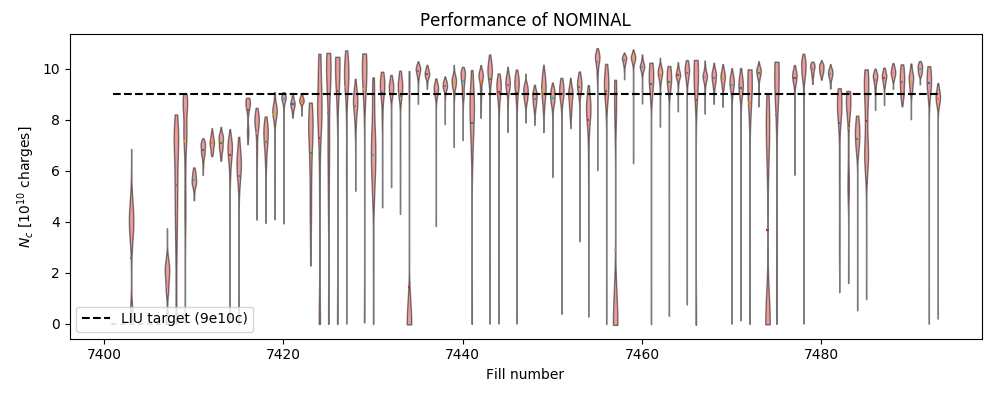 Performance of NOMINAL
10
8
6
4
2
0
N_c [10^10 charges]
LIU target (9e10c)
7400 7420 7440 7460 7480
Fill number